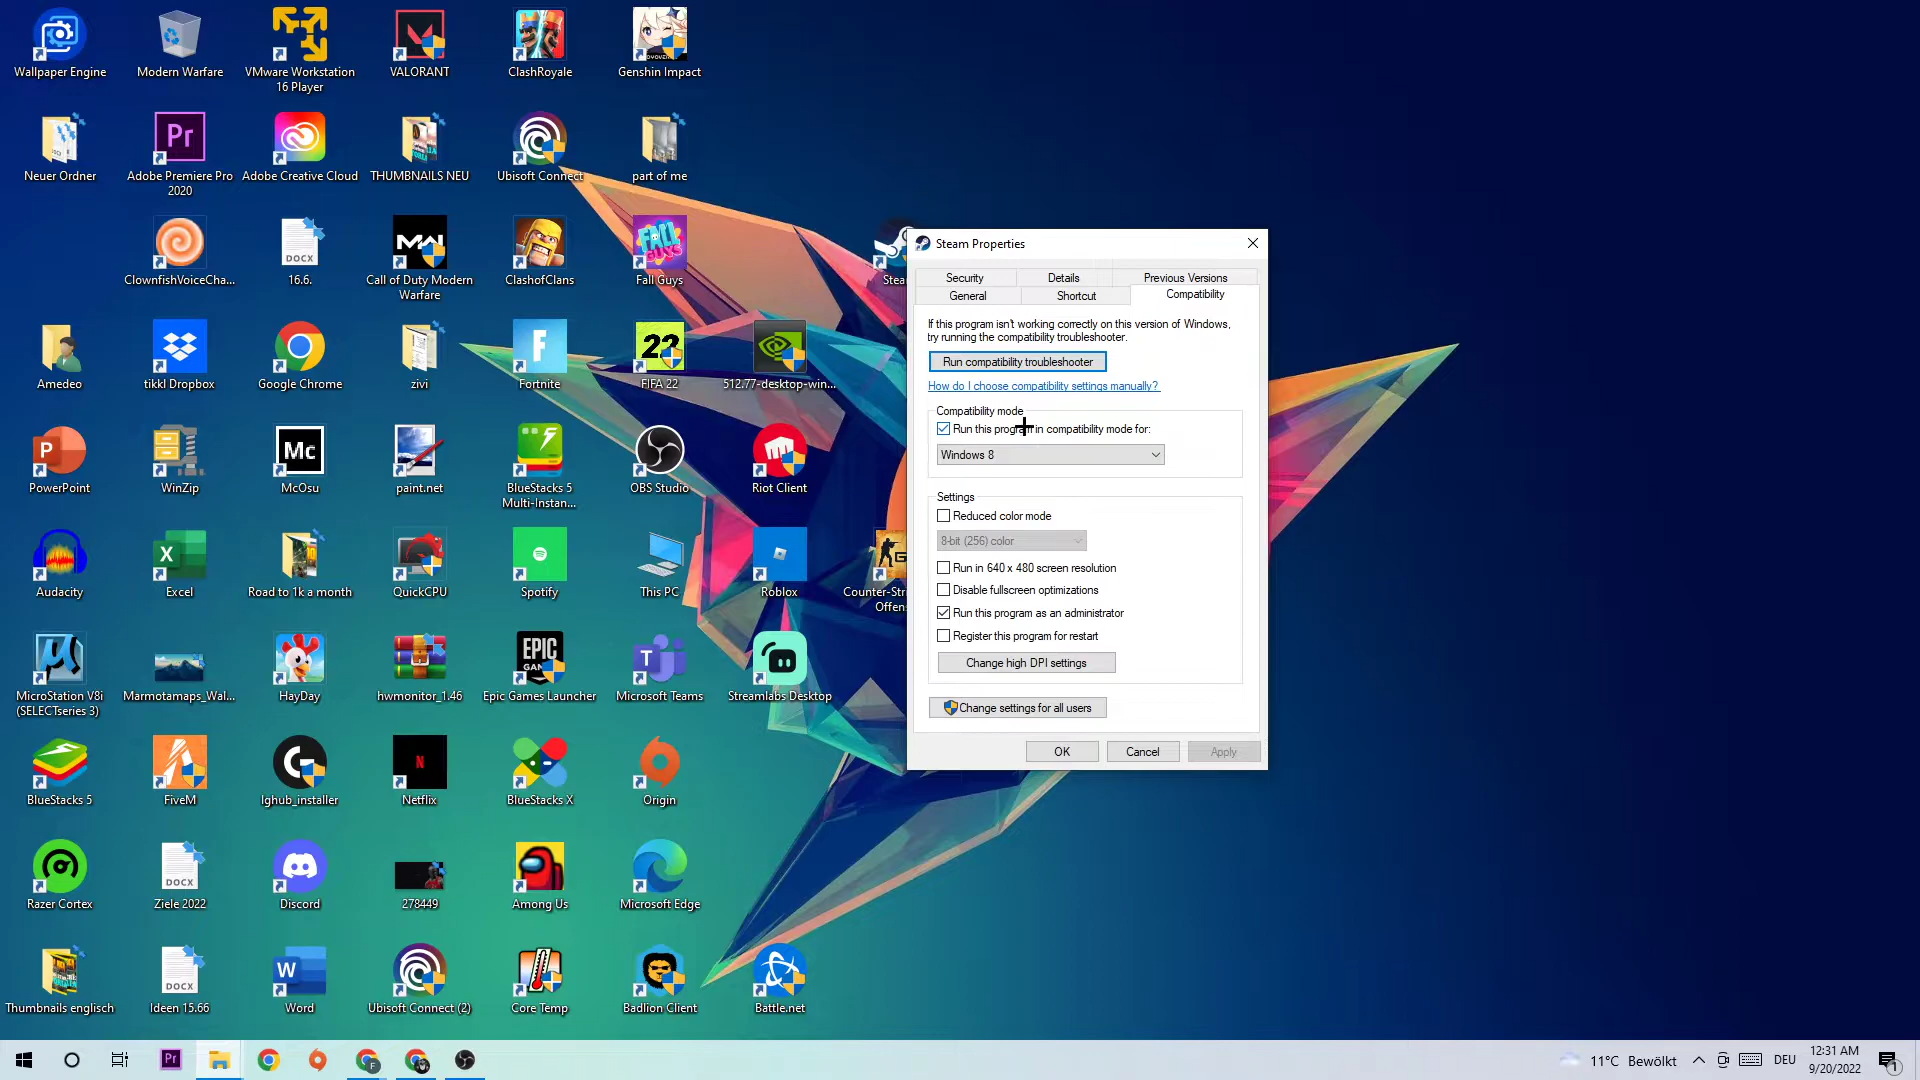 Wallpaper Engine
Modern Warfare
VMware Workstation
16 Player
VALORANT
ClashRoyale
Genshin Impact
Neuer Ordner
Adobe Premiere Pro
2020
Adobe Creative Cloud
THUMBNAILS NEU
Ubisoft Connect
part of me
ClownfishVoiceCha...
16.6.
Call of Duty Modern
Warfare
ClashofClans
Fall Guys
Amedeo
tikkl Dropbox
Google Chrome
zivi
Fortnite
FIFA 22
512.77-desktop-win...
PowerPoint
WinZip
McOsu
paint.net
BlueStacks 5
Multi-Instan...
OBS Studio
Riot Client
Audacity
Excel
Road to 1k a month
QuickCPU
Spotify
This PC
Roblox
Counter-Str
Offens
MicroStation V8i
(SELECTseries 3)
Marmotamaps_Wal...
HayDay
hwmonitor_1.46
Epic Games Launcher
Microsoft Teams
Streamlabs Desktop
BlueStacks 5
FiveM
lghub_installer
Netflix
BlueStacks X
Origin
Razer Cortex
Ziele 2022
Discord
278449
Among Us
Microsoft Edge
Thumbnails englisch
Ideen 15.66
Word
Ubisoft Connect (2)
Core Temp
Badlion Client
Battle.net
Steam Properties
Security
Details
Previous Versions
General
Shortcut
Compatibility
If this program isn't working correctly on this version of Windows,
try running the compatibility troubleshooter.
Run compatibility troubleshooter
How do I choose compatibility settings manually?
Compatibility mode
Run this program in compatibility mode for:
Windows 8
Settings
Reduced color mode
8-bit (256) color
Run in 640 x 480 screen resolution
Disable fullscreen optimizations
Run this program as an administrator
Register this program for restart
Change high DPI settings
Change settings for all users
OK
Cancel
Apply
11°C Bewölkt
DEU
12:31 AM
9/20/2022